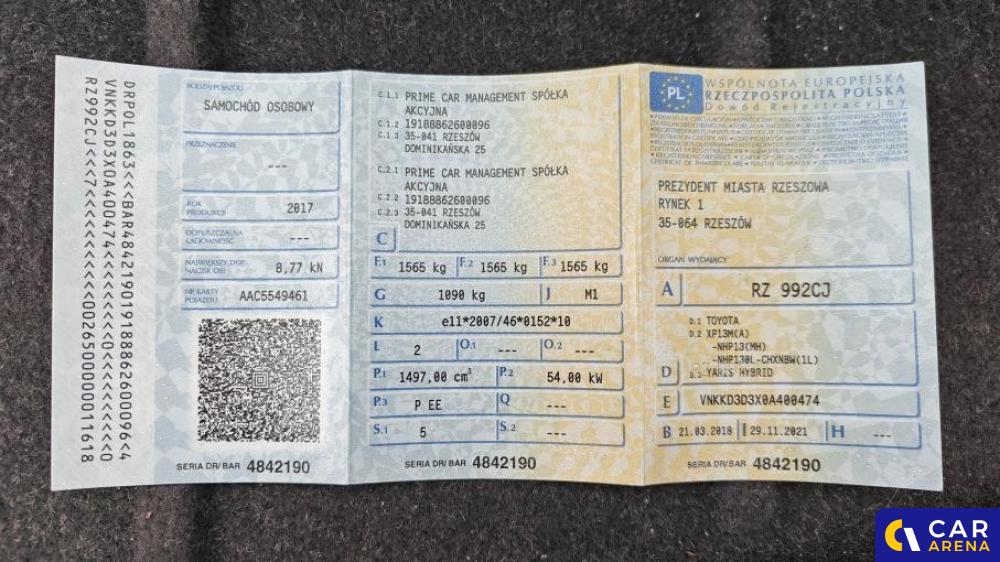 DRPOL1863<<BAR4842190191888626000096<4
VNKKD3D3X0A400474<<<<<<<<<<<<<<<<<<0
RZ992CJ<<<7<<<<<<<<<<<<<<002650000001618
RODZAJ POJAZDU
SAMOCHÓD OSOBOWY
PRZEZNACZENIE
---
ROK
PRODUKCJI
2017
DOPUSZCZALNA
ŁADOWNOŚĆ
---
NAJWIĘKSZY DOP.
NACISK OSI
8,77 kN
NR KARTY
POJAZDU
AAC5549461
SERIA DR/BAR 4842190
C.1.1 PRIME CAR MANAGEMENT SPÓŁKA
AKCYJNA
C.1.2 19188862600096
C.1.3 35-041 RZESZÓW
DOMINIKAŃSKA 25
C.2.1 PRIME CAR MANAGEMENT SPÓŁKA
AKCYJNA
C.2.2 19188862600096
C.2.3 35-041 RZESZÓW
DOMINIKAŃSKA 25
C
F.1 1565 kg F.2 1565 kg F.3 1565 kg
G 1090 kg J M1
K e11*2007/46*0152*10
L 2 O.1 --- O.2 ---
P.1 1497,00 cm³ P.2 54,00 kW
P.3 P EE Q ---
S.1 5 S.2 ---
SERIA DR/BAR 4842190
PL
WSPÓLNOTA EUROPEJSKA
RZECZPOSPOLITA POLSKA
Dowód Rejestracyjny
PREZYDENT MIASTA RZESZOWA
RYNEK 1
35-064 RZESZÓW
ORGAN WYDAJĄCY
A RZ 992CJ
D.1 TOYOTA
D.2 XP13M(A)
-NHP13(MH)
-NHP130L-CHXNBW(1L)
D D.3 YARIS HYBRID
E VNKKD3D3X0A400474
B 21.03.2018 I 29.11.2021 H ---
SERIA DR/BAR 4842190
CAR
ARENA